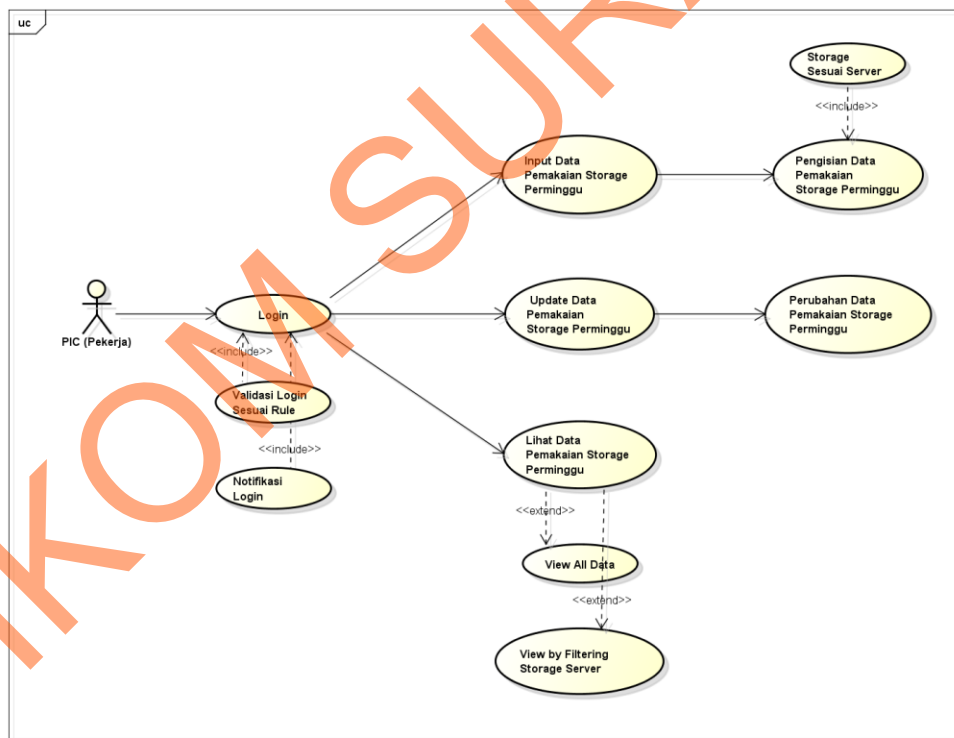 uc
Storage
Sesuai Server
<<include>>
Input Data
Pemakaian Storage
Perminggu
Pengisian Data
Pemakaian
Storage Perminggu
PIC (Pekerja)
Login
Update Data
Pemakaian
Storage Perminggu
Perubahan Data
Pemakaian Storage
Perminggu
<<include>>
Validasi Login
Sesuai Rule
<<include>>
Notifikasi
Login
Lihat Data
Pemakaian Storage
Perminggu
<<extend>>
View All Data
<<extend>>
View by Filtering
Storage Server